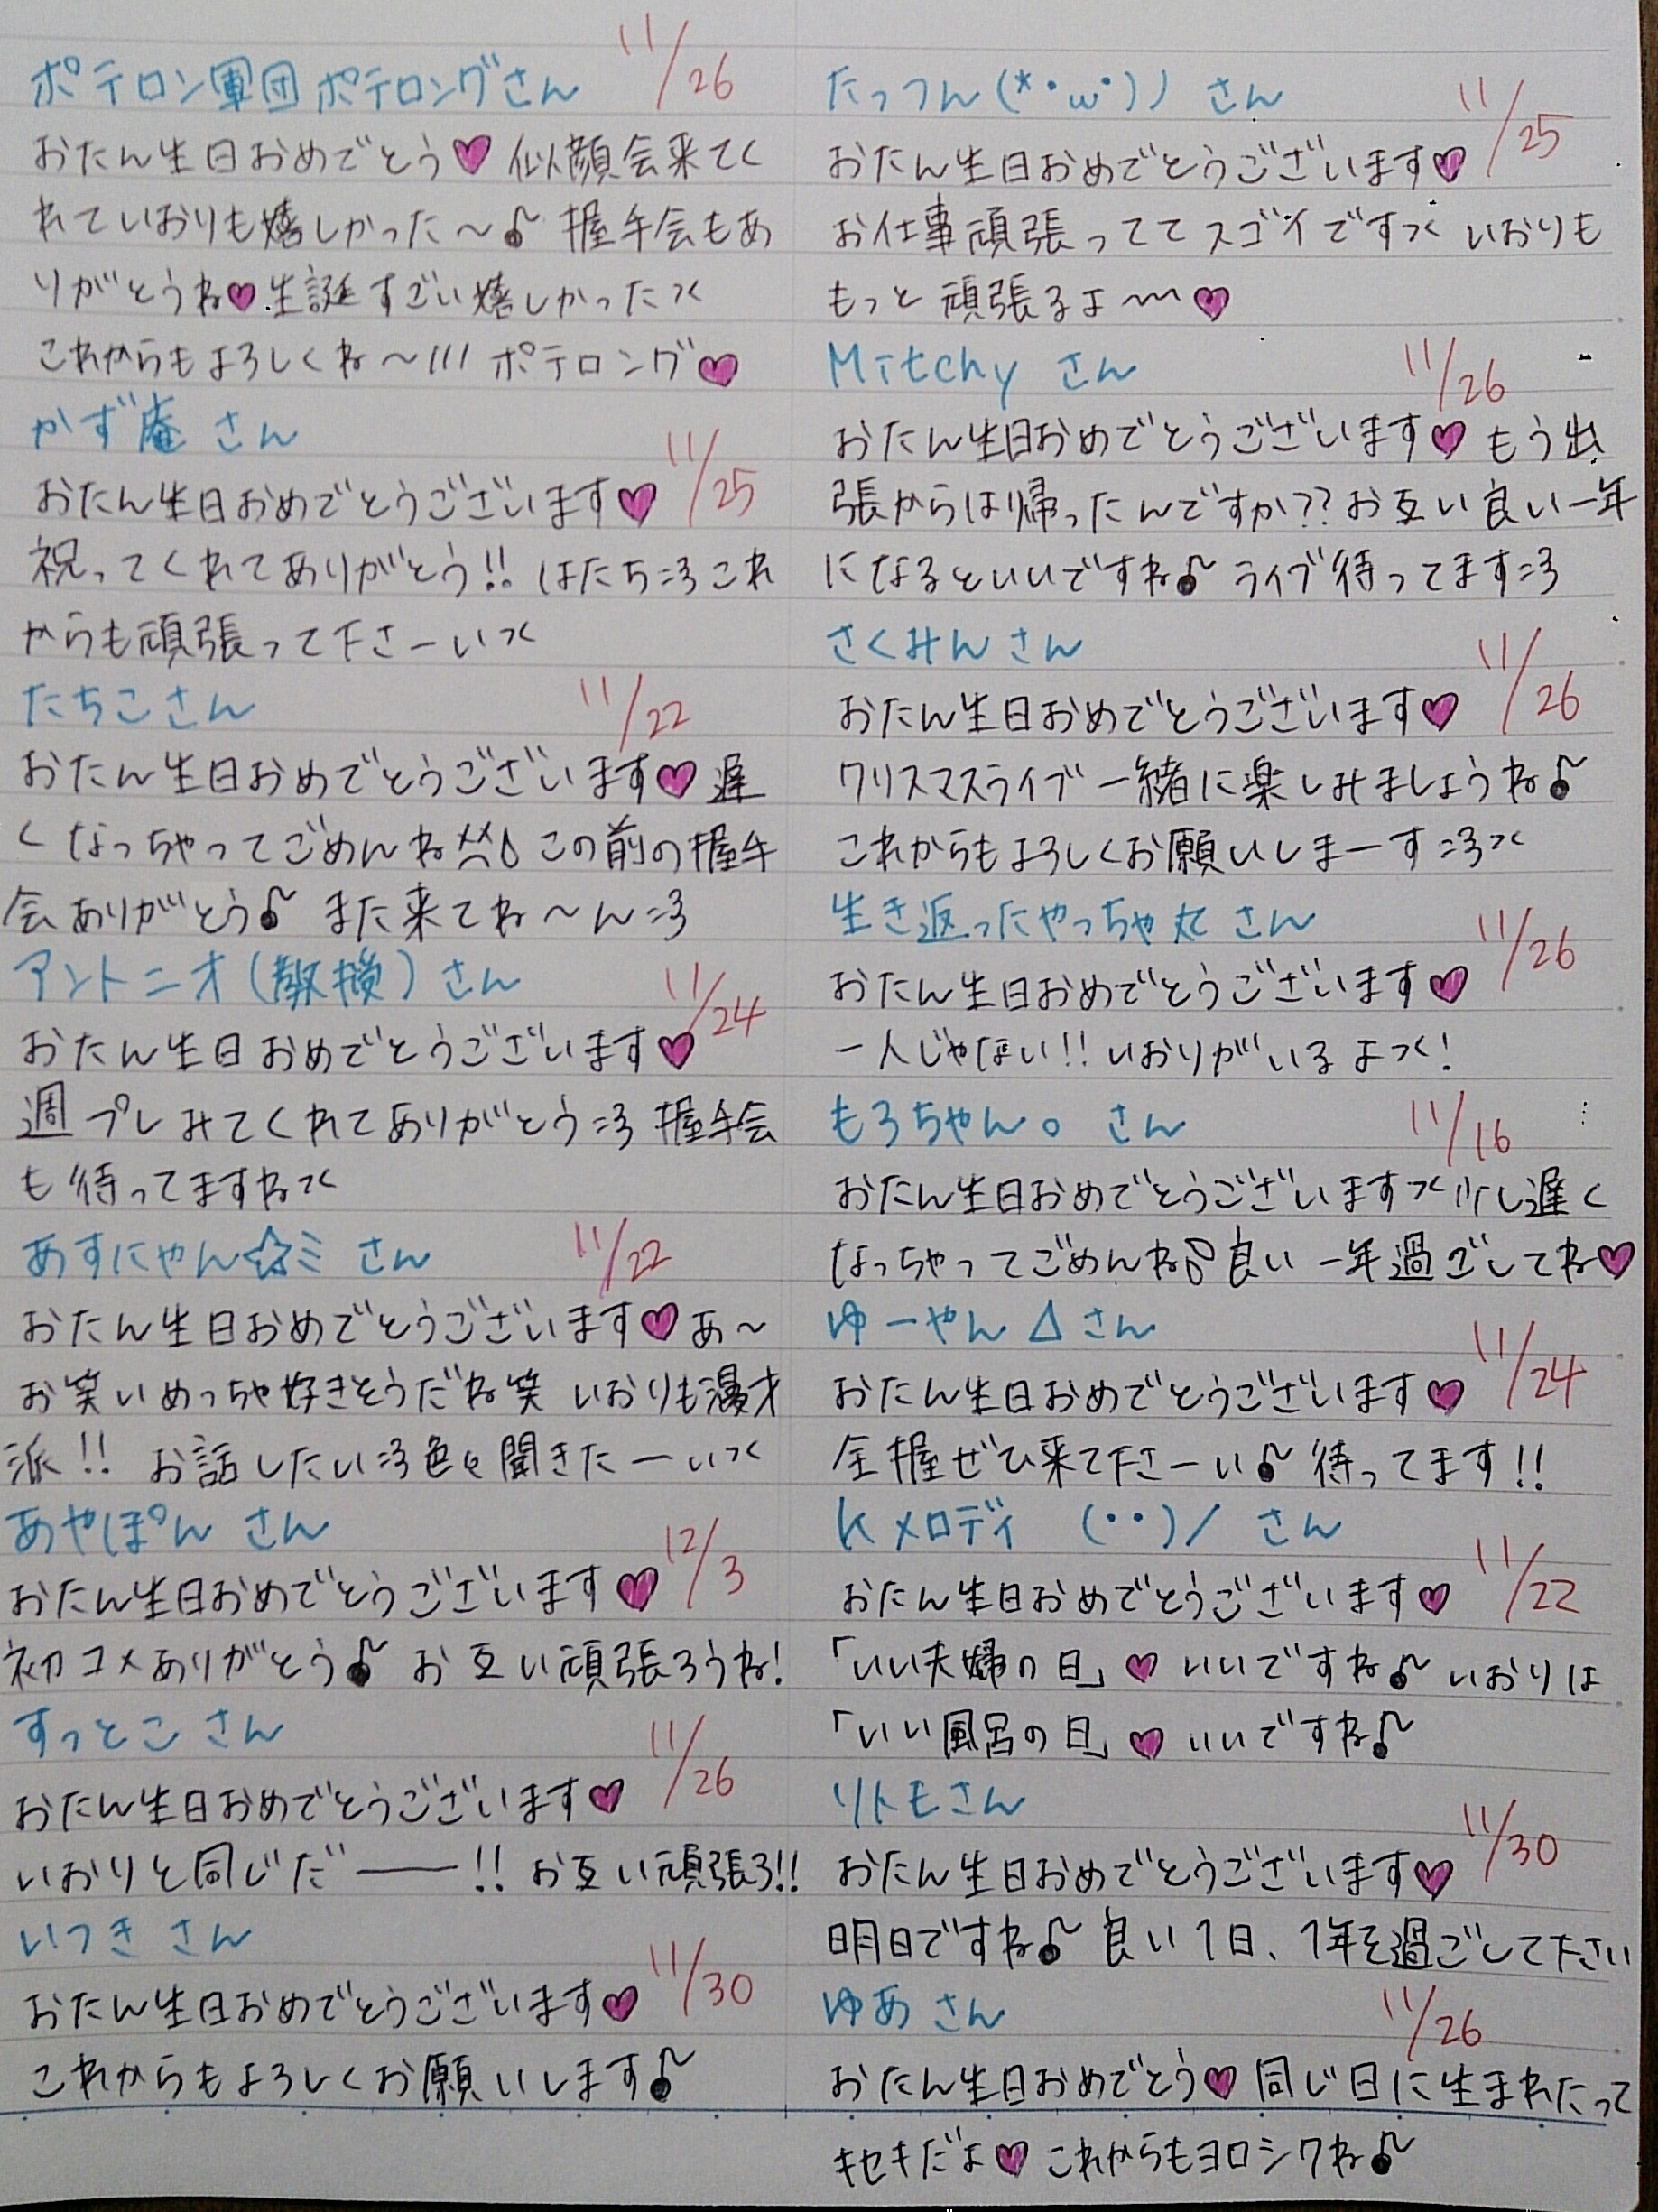 ポテロン軍団ポテロングさん 11/26
おたん生日おめでとう♥ 似顔会来てく
れていおりも嬉しかった〜♪ 握手会もあ
りがとうね♥生誕すごい嬉しかったつく
これからもよろしくね〜!!! ポテロング♥
かず庵 さん 11/25
おたん生日おめでとうございます♥
祝ってくれてありがとう!! はたち=3 これ
からも頑張って下さーいつく
たちこさん 11/22
おたん生日おめでとうございます♥ 遅
くなっちゃってごめんね この前の握手
会ありがとう♪ また来てね〜ん=3
アントニオ(教授)さん 11/24
おたん生日おめでとうございます♥
週プレみてくれてありがとう=3 握手会
も待ってますねつく
あすにゃん☆ミ さん 11/22
おたん生日おめでとうございます♥ あ〜
お笑いめっちゃ好きそうだね笑 いおりも漫才
派!! お話したい=3色々聞きたーいつく
あやぽん さん 12/3
おたん生日おめでとうございます♥
初コメありがとう♪ お互い頑張ろうね!
すっとこ さん 11/26
おたん生日おめでとうございます♥
いおりと同じだ――!! お互い頑張ろ!!
いつき さん 11/30
おたん生日おめでとうございます♥
これからもよろしくお願いします♪
たっつん(*・ω・)ノ さん 11/25
おたん生日おめでとうございます♥
お仕事頑張っててスゴイですつく いおりも
もっと頑張るよ〜〜♥
Mitchy さん 11/26
おたん生日おめでとうございます♥ もう出
張からは帰ったんですか??お互い良い一年
になるといいですね♪ ライブ待ってます=3
さくみんさん 11/26
おたん生日おめでとうございます♥
クリスマスライブ一緒に楽しみましょうね♪
これからもよろしくお願いしまーす=3つく
生き返ったやっちゃ丸 さん 11/26
おたん生日おめでとうございます♥
一人じゃない!! いおりがいるよつく!
もろちゃん。 さん 11/16
おたん生日おめでとうございますつく 少し遅く
なっちゃってごめんね 良い一年過ごしてね♥
ゆーやん△さん 11/24
おたん生日おめでとうございます♥
全握ぜひ来て下さーい♪ 待ってます!!
Kメロディ (・・)/ さん 11/22
おたん生日おめでとうございます♥
「いい夫婦の日」♥ いいですね♪ いおりは
「いい風呂の日」♥ いいですね♪
リトモさん 11/30
おたん生日おめでとうございます♥
明日ですね♪ 良い1日、1年を過ごして下さい
ゆあ さん 11/26
おたん生日おめでとう♥ 同じ日に生まれたって
キセキだよ♥ これからもヨロシクね♪